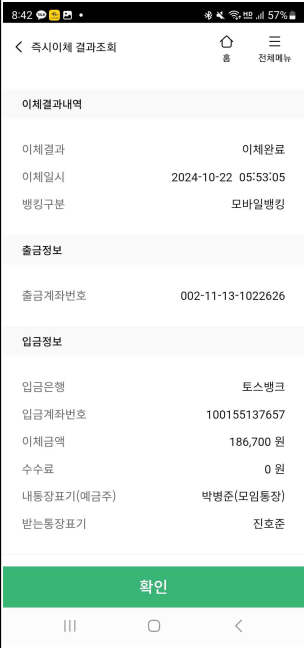 8:42
57%
즉시이체 결과조회
홈
전체메뉴
이체결과내역
이체결과 이체완료
이체일시 2024-10-22 05:53:05
뱅킹구분 모바일뱅킹
출금정보
출금계좌번호 002-11-13-1022626
입금정보
입금은행 토스뱅크
입금계좌번호 100155137657
이체금액 186,700 원
수수료 0 원
내통장표기(예금주) 박병준(모임통장)
받는통장표기 진호준
확인